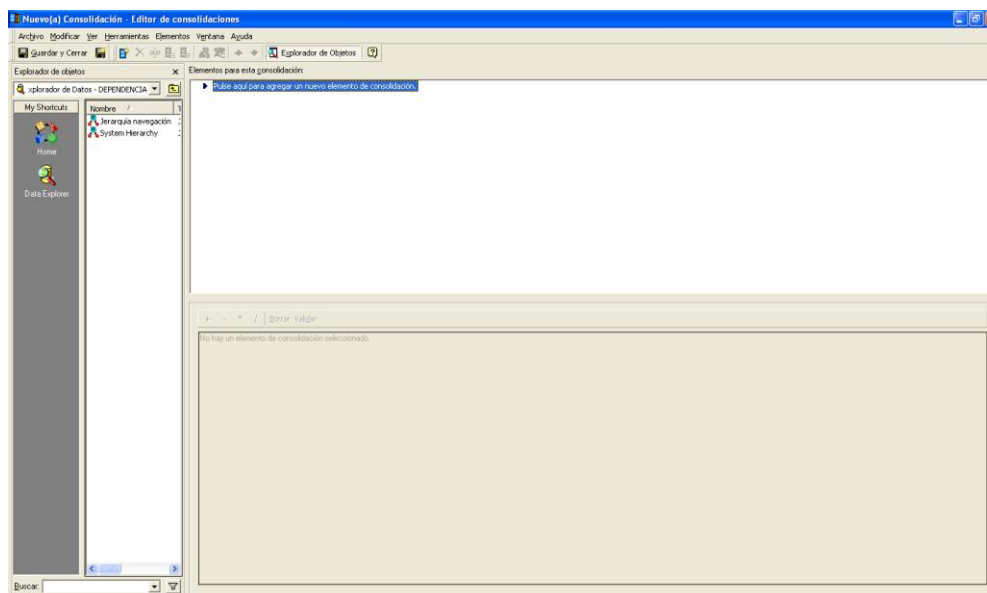 Nuevo(a) Consolidación - Editor de consolidaciones
Archivo Modificar Ver Herramientas Elementos Ventana Ayuda
Guardar y Cerrar Explorador de Objetos
Explorador de objetos
Elementos para esta consolidación:
xplorador de Datos - DEPENDENCIA
Pulse aquí para agregar un nuevo elemento de consolidación.
My Shortcuts
Nombre
Jerarquía navegación
System Hierarchy
Home
Data Explorer
+ - * / Borrar Validar
No hay un elemento de consolidación seleccionado.
Buscar: